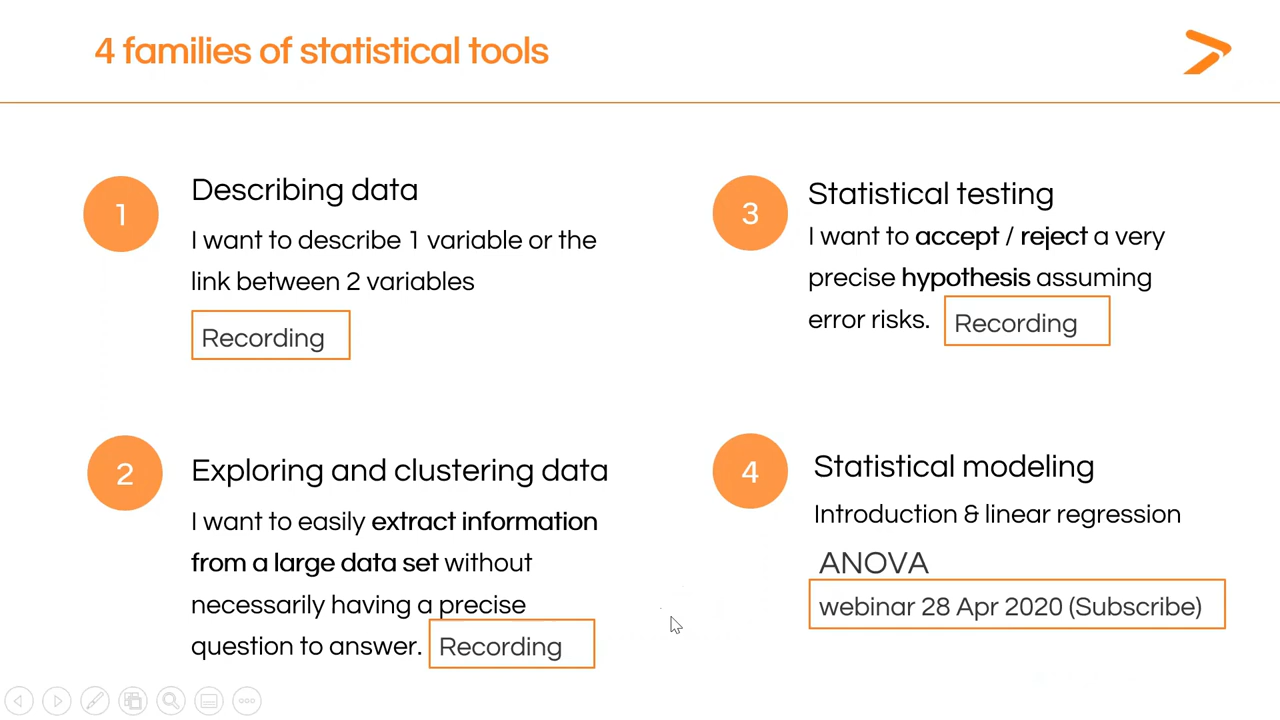 4 families of statistical tools
1
Describing data
I want to describe 1 variable or the
link between 2 variables
Recording
2
Exploring and clustering data
I want to easily extract information
from a large data set without
necessarily having a precise
question to answer.
Recording
3
Statistical testing
I want to accept / reject a very
precise hypothesis assuming
error risks.
Recording
4
Statistical modeling
Introduction & linear regression
ANOVA
webinar 28 Apr 2020 (Subscribe)